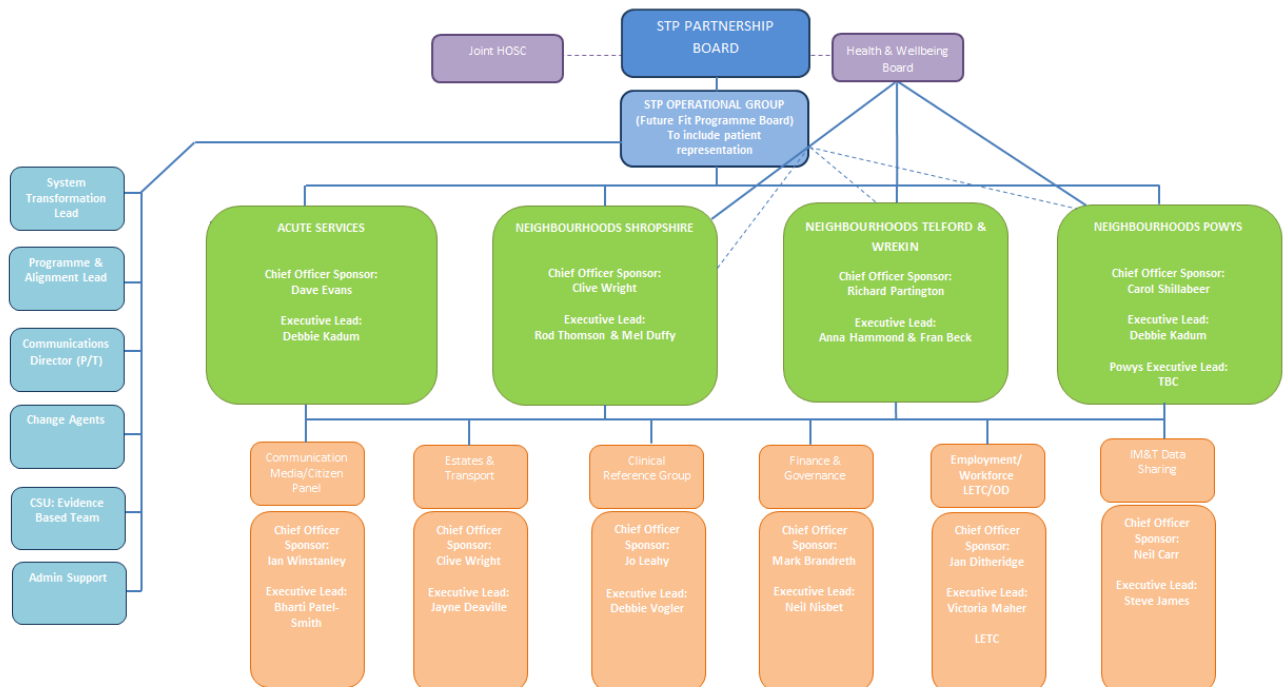 STP PARTNERSHIP
BOARD
Joint HOSC
Health & Wellbeing
Board
STP OPERATIONAL GROUP
(Future Fit Programme Board)
To include patient
representation
System
Transformation
Lead
Programme &
Alignment Lead
Communications
Director (P/T)
Change Agents
CSU: Evidence
Based Team
Admin Support
ACUTE SERVICES
Chief Officer Sponsor:
Dave Evans
Executive Lead:
Debbie Kadum
NEIGHBOURHOODS SHROPSHIRE
Chief Officer Sponsor:
Clive Wright
Executive Lead:
Rod Thomson & Mel Duffy
NEIGHBOURHOODS TELFORD &
WREKIN
Chief Officer Sponsor:
Richard Partington
Executive Lead:
Anna Hammond & Fran Beck
NEIGHBOURHOODS POWYS
Chief Officer Sponsor:
Carol Shillabeer
Executive Lead:
Debbie Kadum
Powys Executive Lead:
TBC
Communication
Media/Citizen
Panel
Estates &
Transport
Clinical
Reference Group
Finance &
Governance
Employment/
Workforce
LETC/OD
IM&T Data
Sharing
Chief Officer
Sponsor:
Ian Winstanley
Executive Lead:
Bharti Patel-
Smith
Chief Officer
Sponsor:
Clive Wright
Executive Lead:
Jayne Deaville
Chief Officer
Sponsor:
Jo Leahy
Executive Lead:
Debbie Vogler
Chief Officer
Sponsor:
Mark Brandreth
Executive Lead:
Neil Nisbet
Chief Officer
Sponsor:
Jan Ditheridge
Executive Lead:
Victoria Maher
LETC
Chief Officer
Sponsor:
Neil Carr
Executive Lead:
Steve James